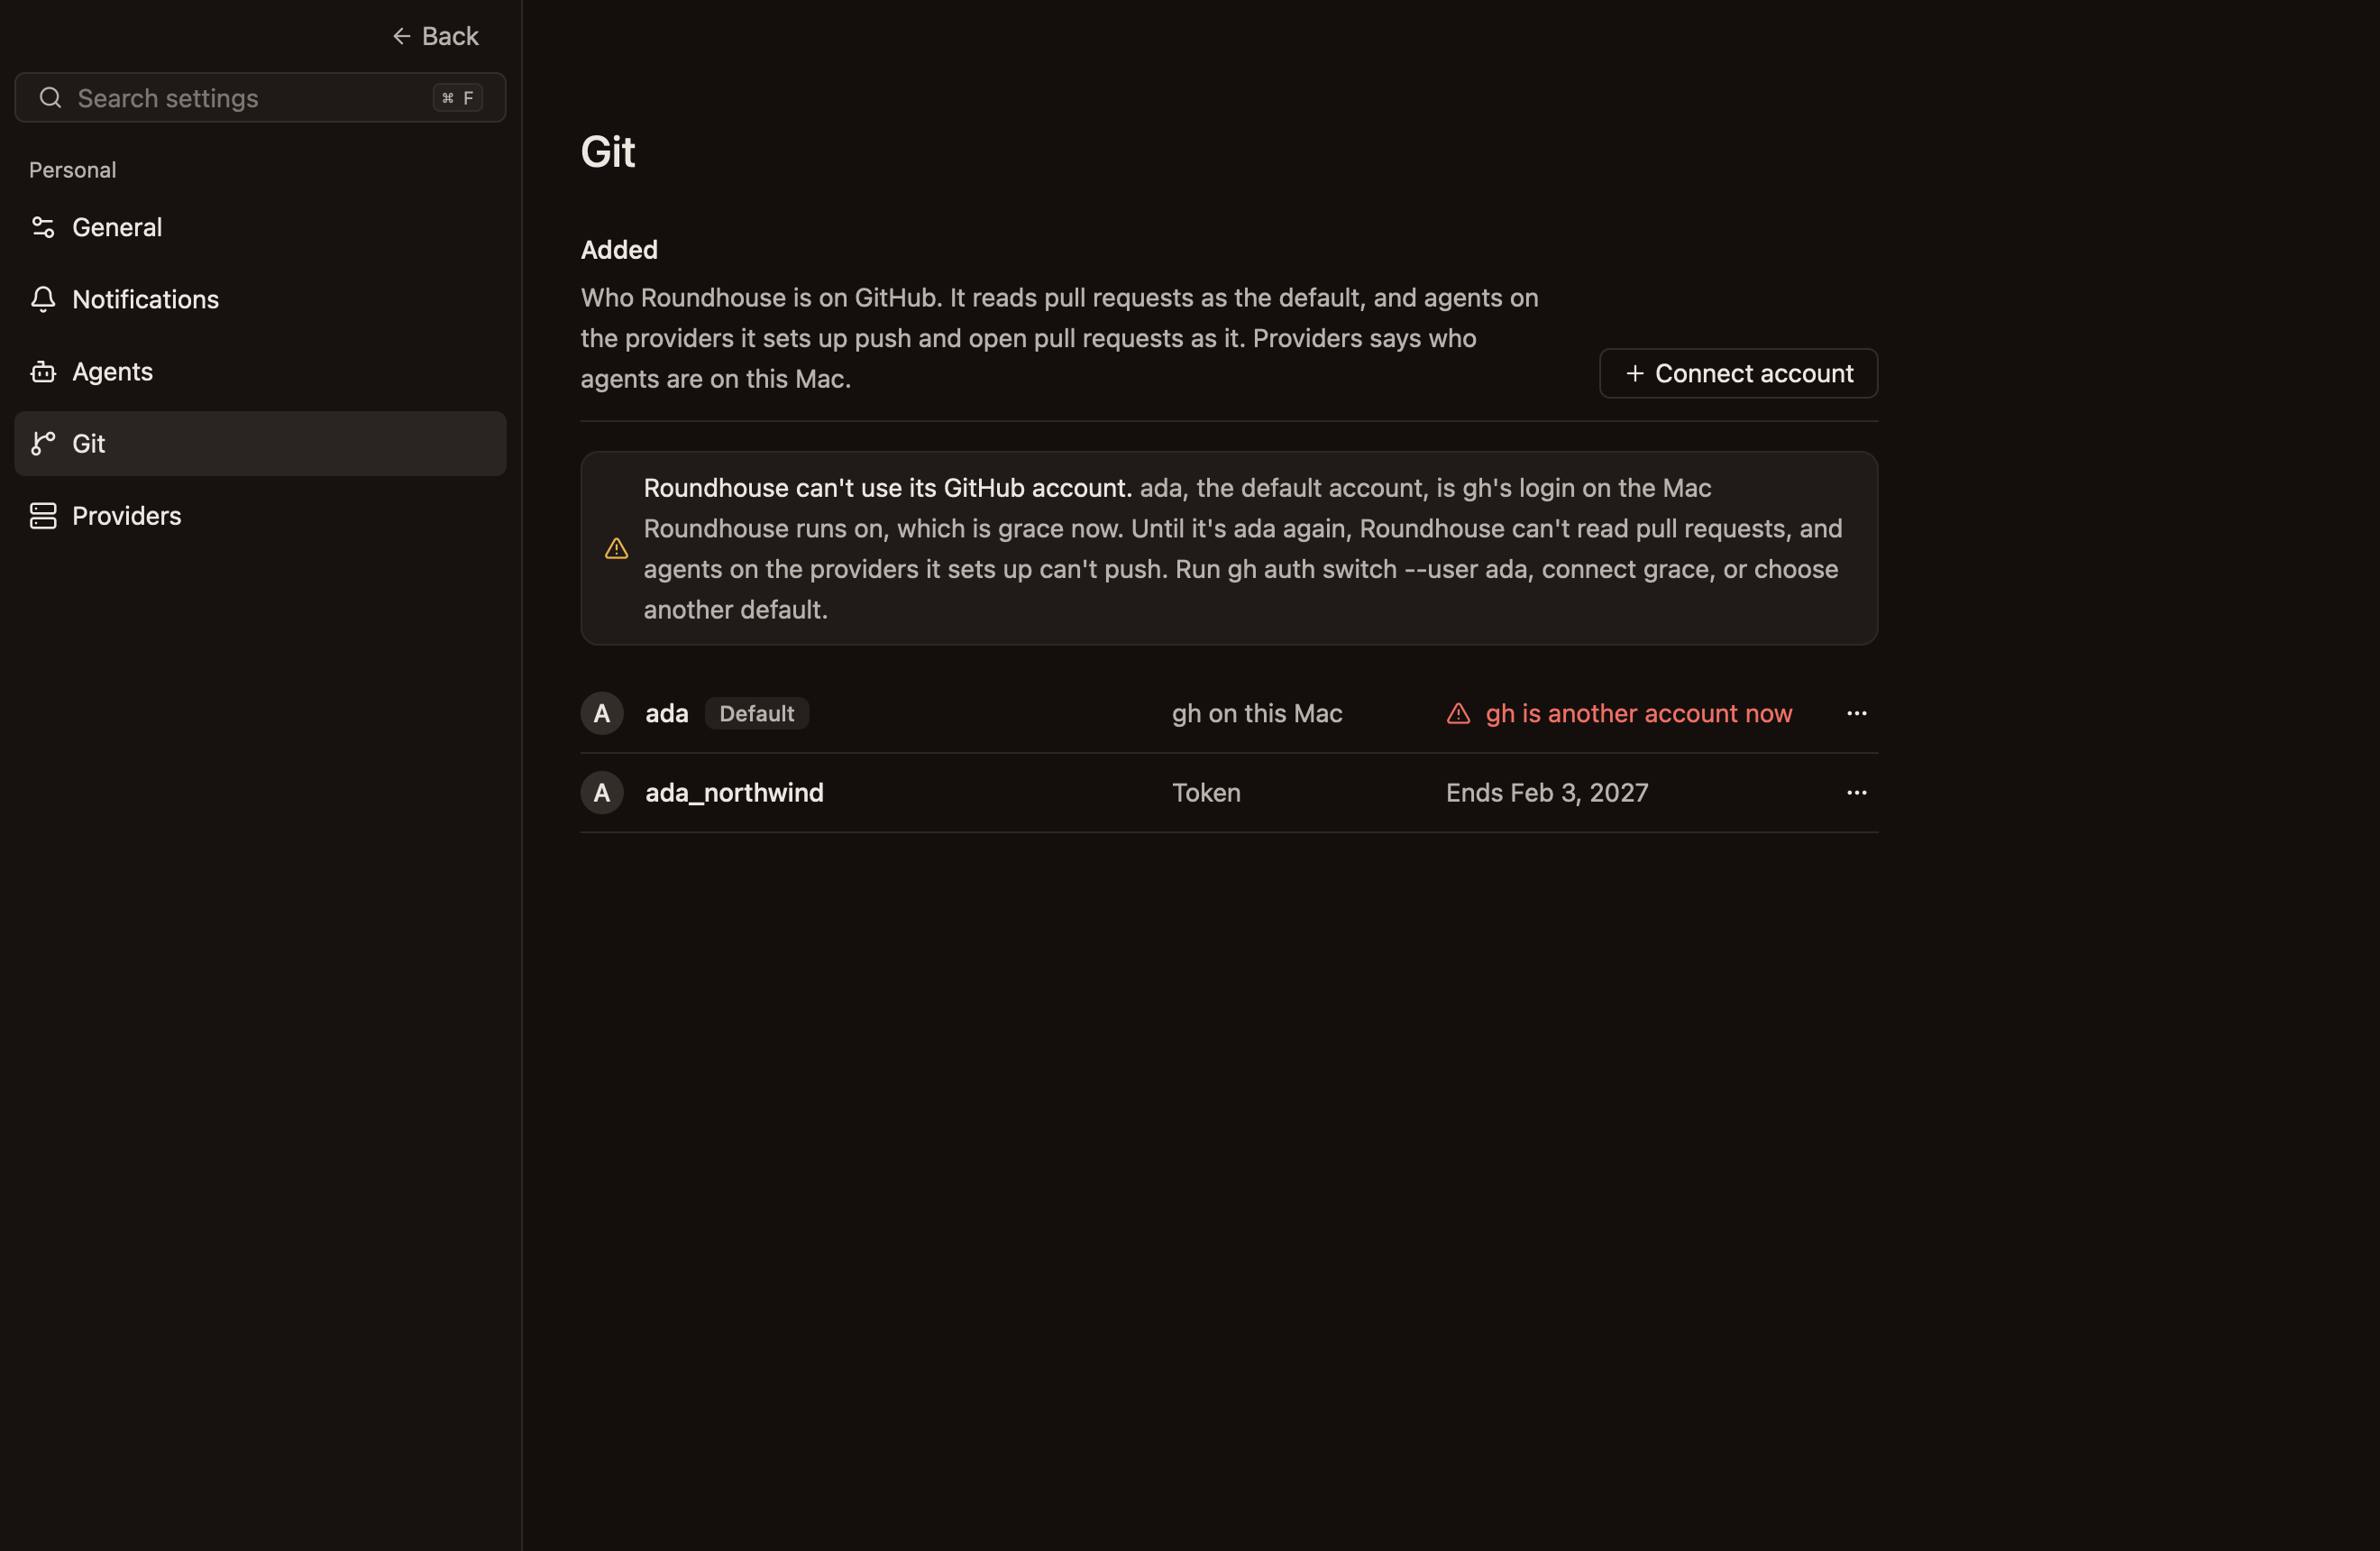 Back
Search settings
⌘ F
Personal
General
Notifications
Agents
Git
Providers
Git
Added
Who Roundhouse is on GitHub. It reads pull requests as the default, and agents on
the providers it sets up push and open pull requests as it. Providers says who
agents are on this Mac.
Connect account
Roundhouse can't use its GitHub account. ada, the default account, is gh's login on the Mac
Roundhouse runs on, which is grace now. Until it's ada again, Roundhouse can't read pull requests, and
agents on the providers it sets up can't push. Run gh auth switch --user ada, connect grace, or choose
another default.
A ada Default gh on this Mac gh is another account now
A ada_northwind Token Ends Feb 3, 2027